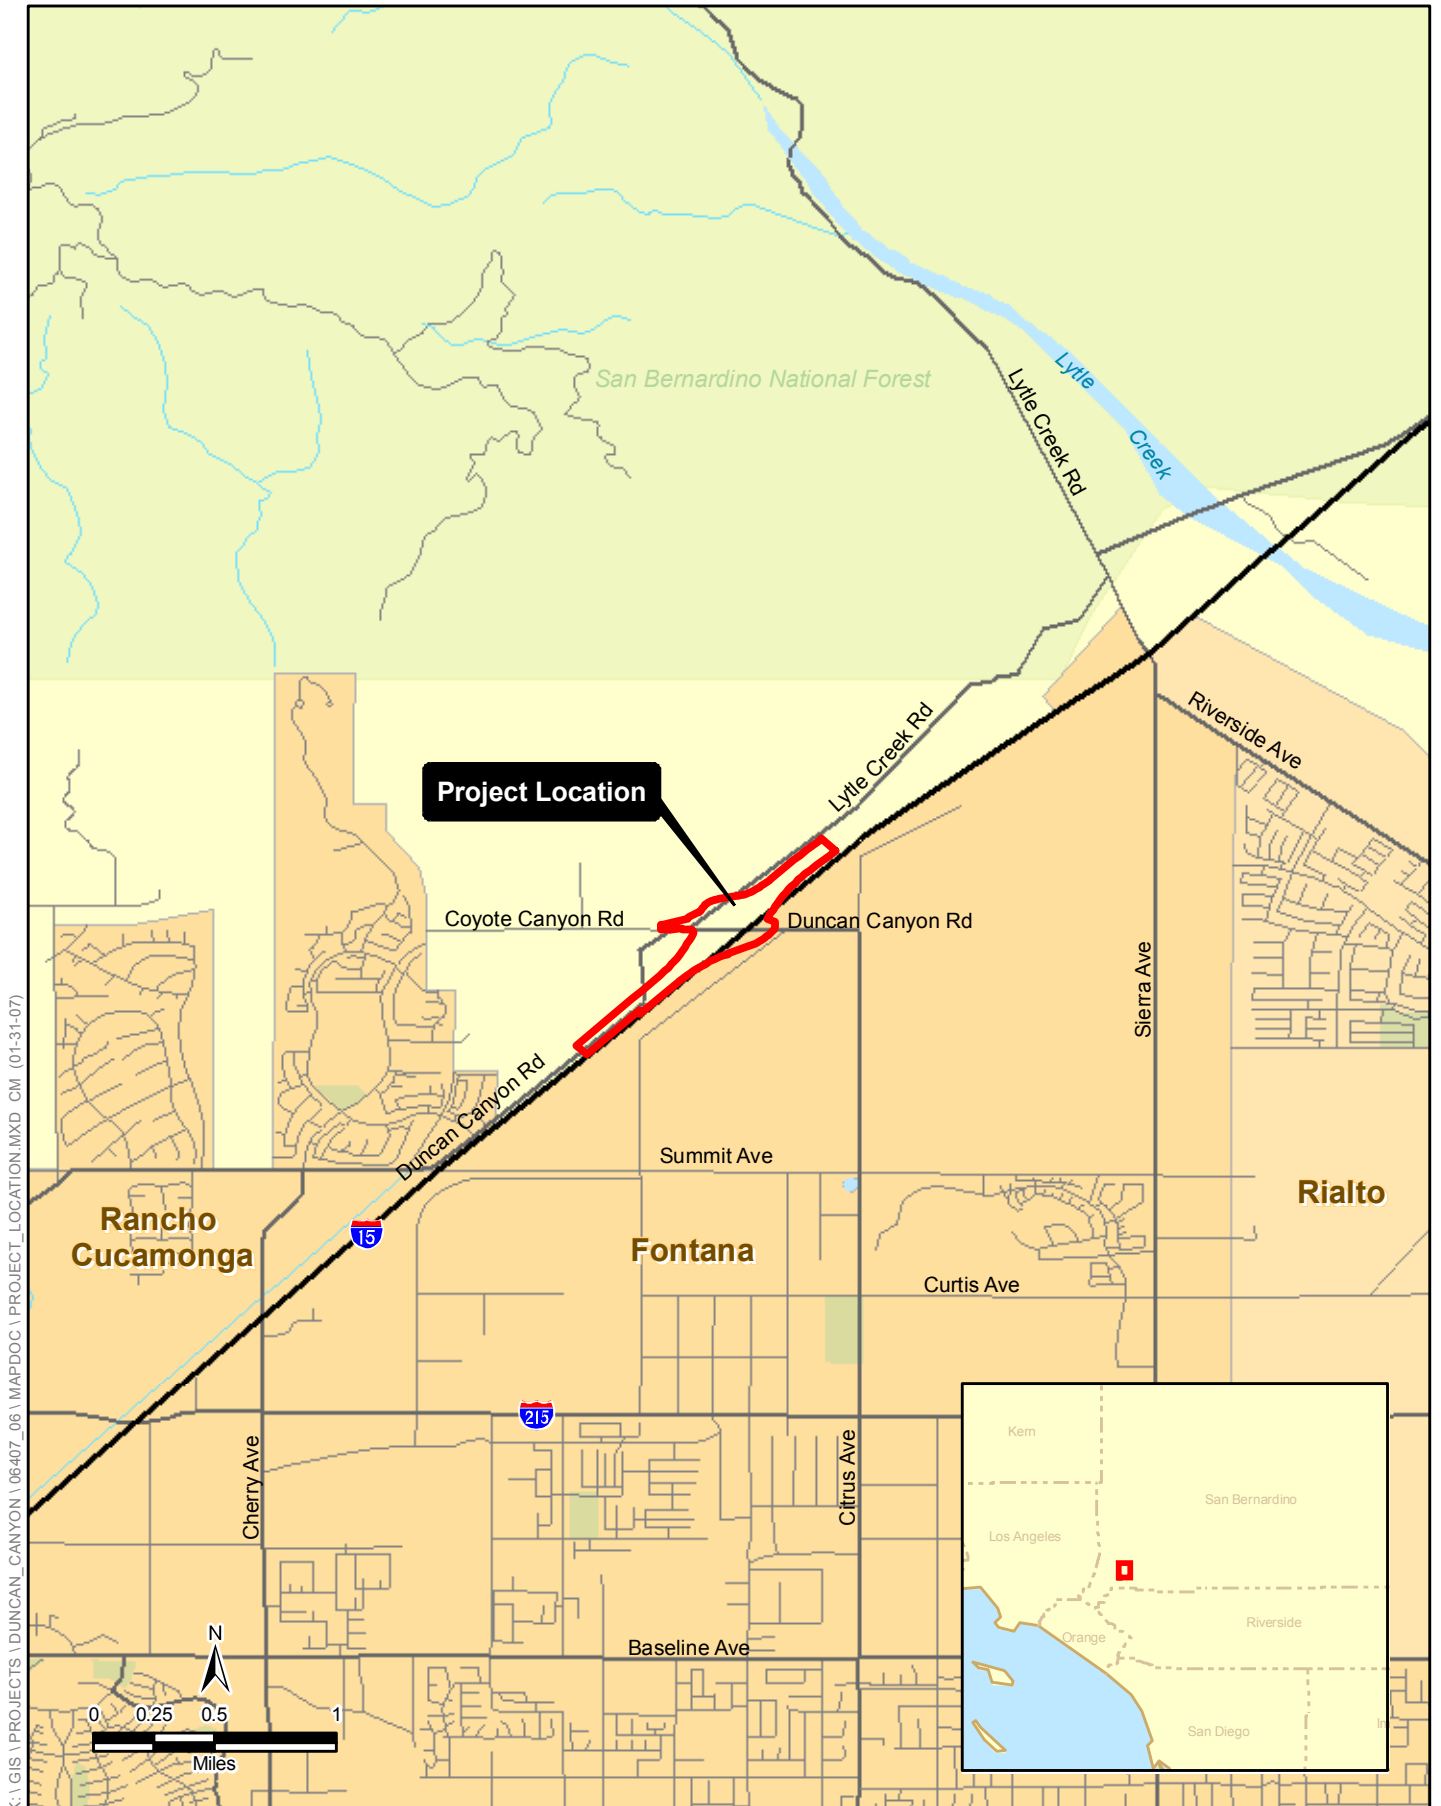 San Bernardino National Forest
Lytle
Creek
Lytle Creek Rd
Riverside Ave
Lytle Creek Rd
Project Location
Coyote Canyon Rd
Duncan Canyon Rd
Sierra Ave
Duncan Canyon Rd
Summit Ave
Rancho
Cucamonga
15
Fontana
Rialto
Curtis Ave
215
Cherry Ave
Citrus Ave
Baseline Ave
N
0 0.25 0.5 1
Miles
Kern
San Bernardino
Los Angeles
Riverside
Orange
San Diego
Im
K: \ GIS \ PROJECTS \ DUNCAN_CANYON \ 06407_06 \ MAPDOC \ PROJECT_LOCATION.MXD CM (01-31-07)